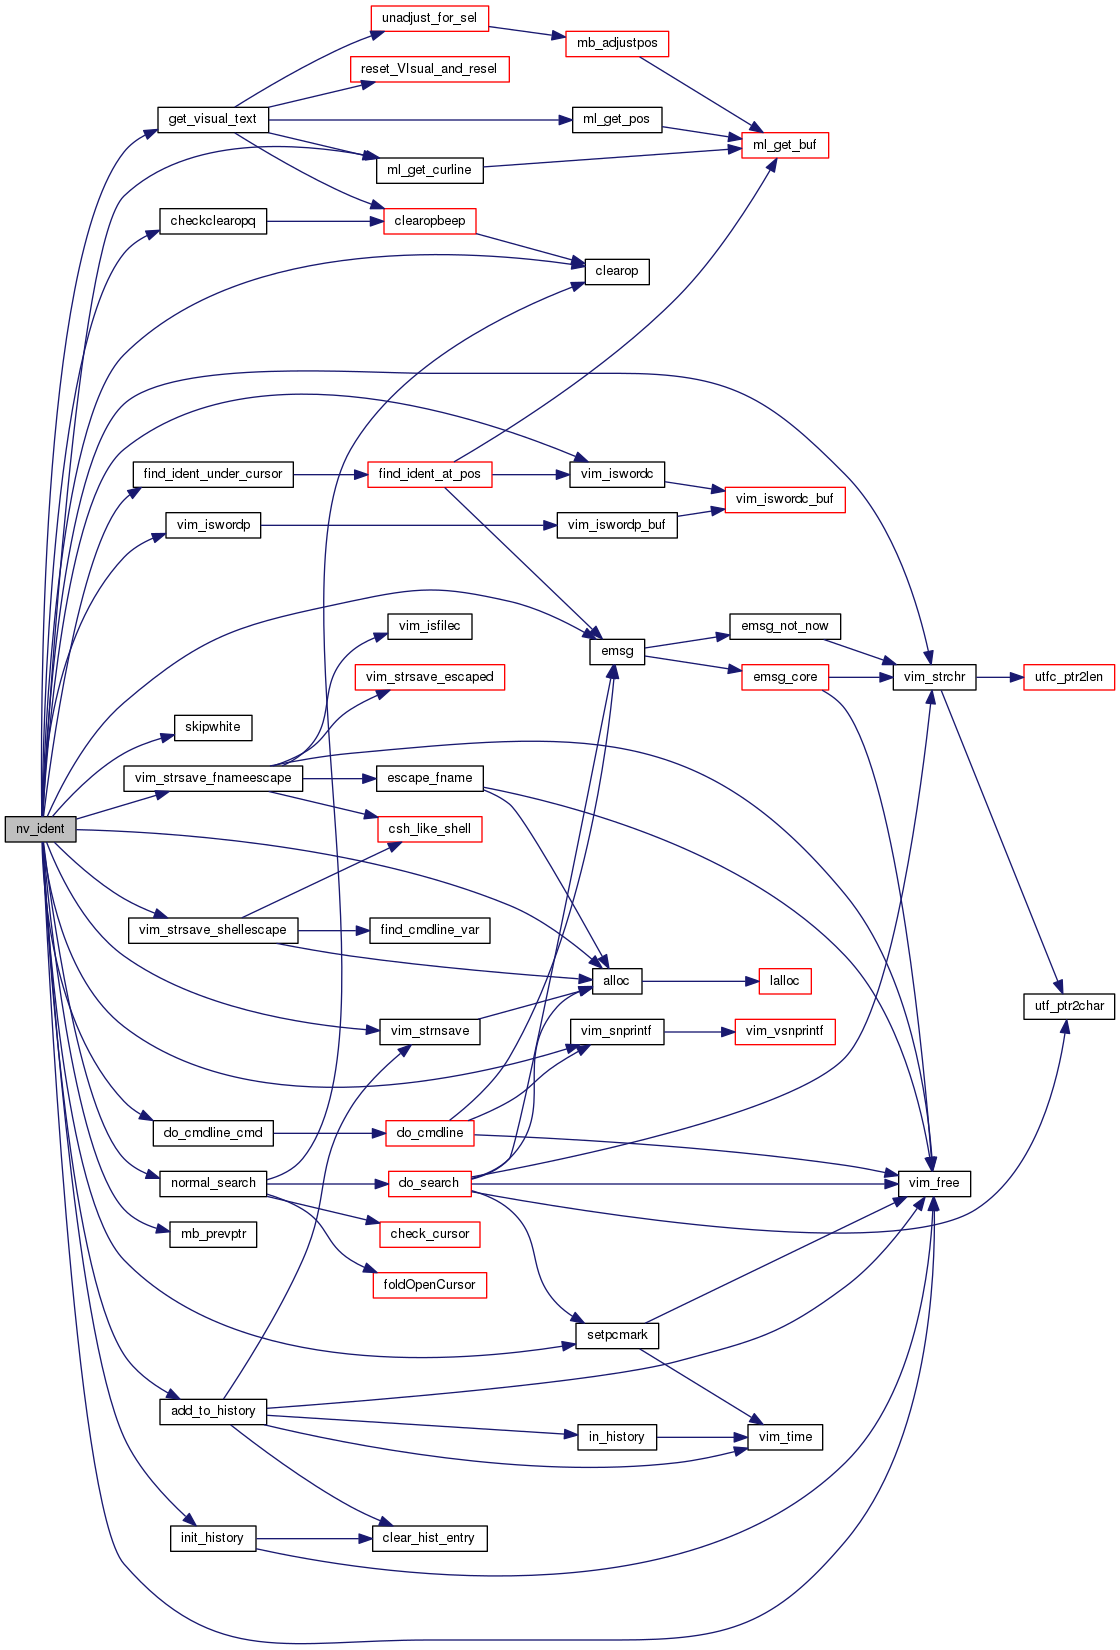 unadjust_for_sel
mb_adjustpos
reset_VIsual_and_resel
get_visual_text
ml_get_pos
ml_get_buf
ml_get_curline
checkclearopq
clearopbeep
clearop
find_ident_under_cursor
find_ident_at_pos
vim_iswordc
vim_iswordc_buf
vim_iswordp
vim_iswordp_buf
vim_isfilec
emsg_not_now
emsg
vim_strsave_escaped
emsg_core
vim_strchr
utfc_ptr2len
skipwhite
vim_strsave_fnameescape
escape_fname
nv_ident
csh_like_shell
vim_strsave_shellescape
find_cmdline_var
alloc
lalloc
utf_ptr2char
vim_strnsave
vim_snprintf
vim_vsnprintf
do_cmdline_cmd
do_cmdline
normal_search
do_search
vim_free
mb_prevptr
check_cursor
foldOpenCursor
setpcmark
add_to_history
in_history
vim_time
init_history
clear_hist_entry